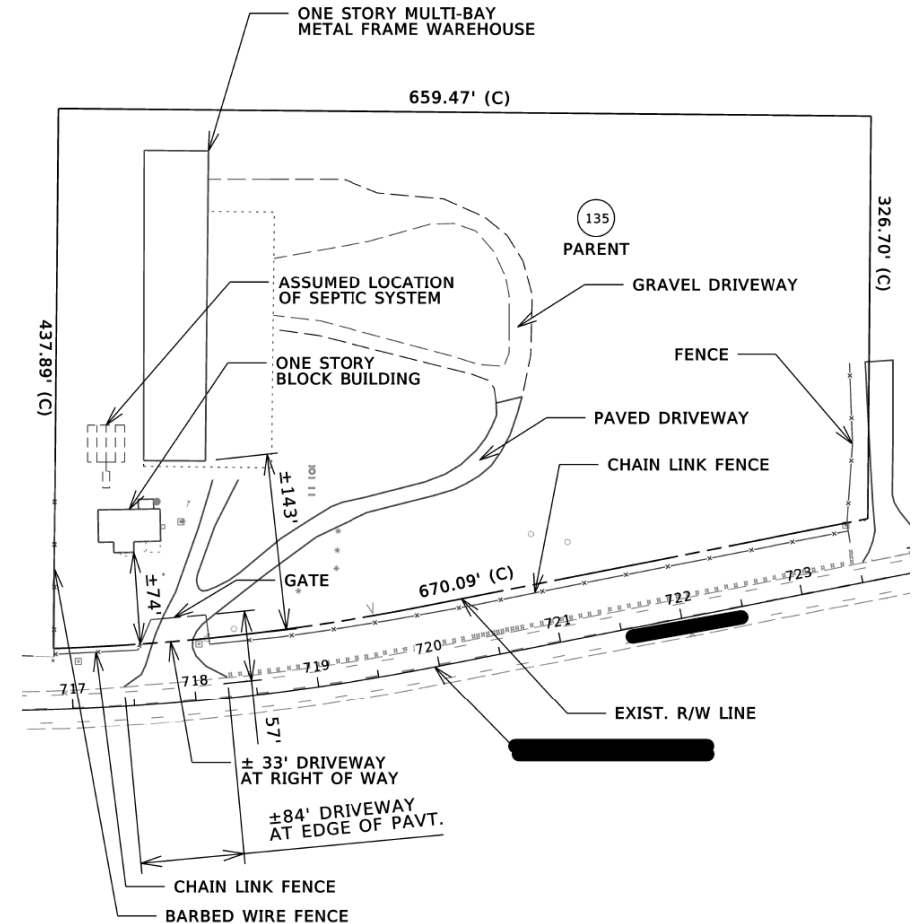 ONE STORY MULTI-BAY
METAL FRAME WAREHOUSE
659.47' (C)
135
PARENT
326.70' (C)
ASSUMED LOCATION
OF SEPTIC SYSTEM
GRAVEL DRIVEWAY
437.89' (C)
ONE STORY
BLOCK BUILDING
FENCE
PAVED DRIVEWAY
CHAIN LINK FENCE
±143'
±74'
GATE
670.09' (C)
717
718
719
720
721
722
723
57'
EXIST. R/W LINE
± 33' DRIVEWAY
AT RIGHT OF WAY
±84' DRIVEWAY
AT EDGE OF PAVT.
CHAIN LINK FENCE
BARBED WIRE FENCE